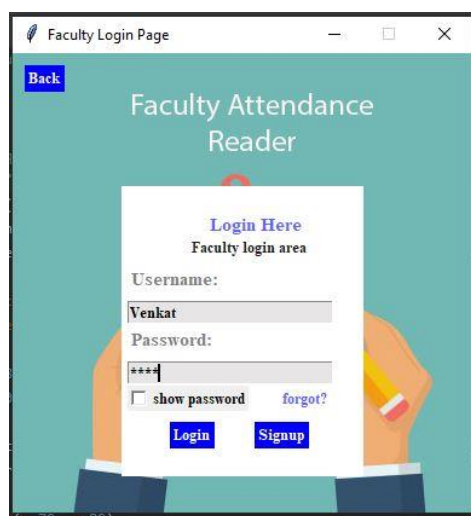 Faculty Login Page
Back
Faculty Attendance
Reader
Login Here
Faculty login area
Username:
Venkat
Password:
****
show password forgot?
Login Signup